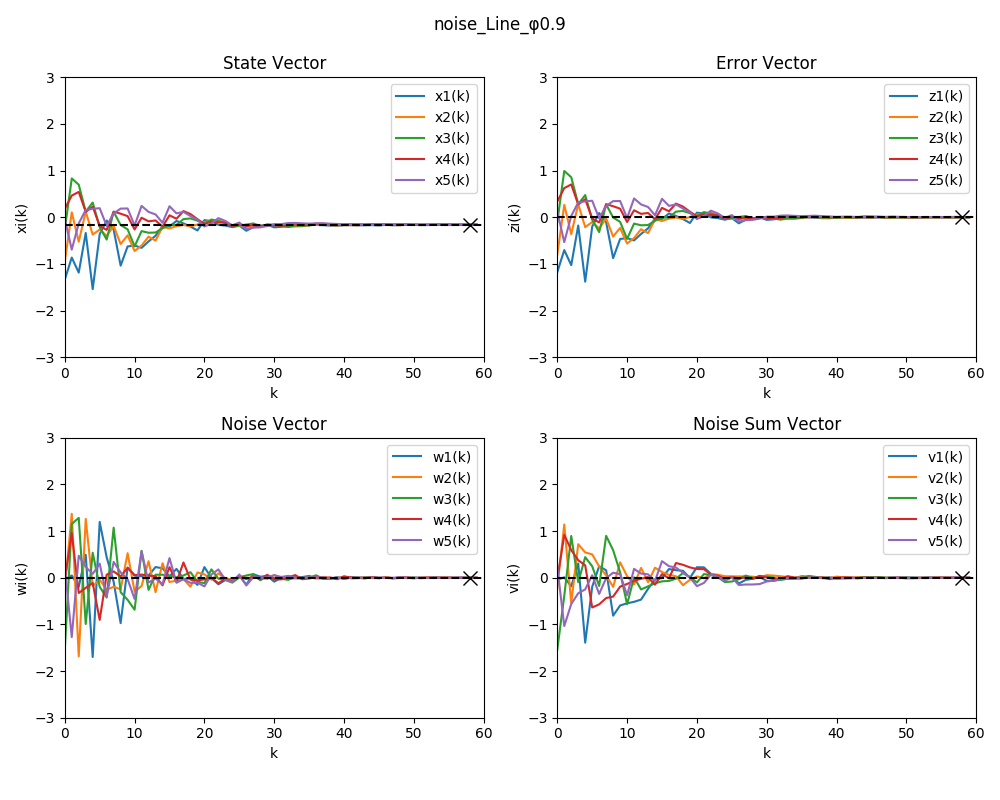 noise_Line_φ0.9
State Vector
3
2
1
0
−1
−2
−3
xi(k)
0 10 20 30 40 50 60
k
x1(k)
x2(k)
x3(k)
x4(k)
x5(k)
Error Vector
3
2
1
0
−1
−2
−3
zi(k)
0 10 20 30 40 50 60
k
z1(k)
z2(k)
z3(k)
z4(k)
z5(k)
Noise Vector
3
2
1
0
−1
−2
−3
wi(k)
0 10 20 30 40 50 60
k
w1(k)
w2(k)
w3(k)
w4(k)
w5(k)
Noise Sum Vector
3
2
1
0
−1
−2
−3
vi(k)
0 10 20 30 40 50 60
k
v1(k)
v2(k)
v3(k)
v4(k)
v5(k)